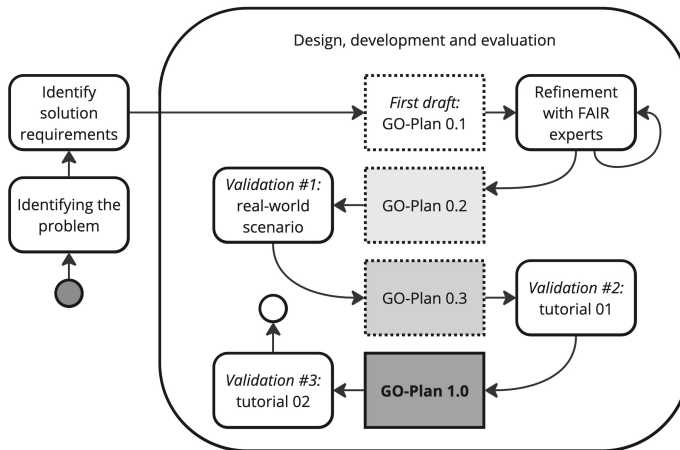 Design, development and evaluation
Identify
solution
requirements
First draft:
GO-Plan 0.1
Refinement
with FAIR
experts
Identifying the
problem
Validation #1:
real-world
scenario
GO-Plan 0.2
GO-Plan 0.3
Validation #2:
tutorial 01
Validation #3:
tutorial 02
GO-Plan 1.0